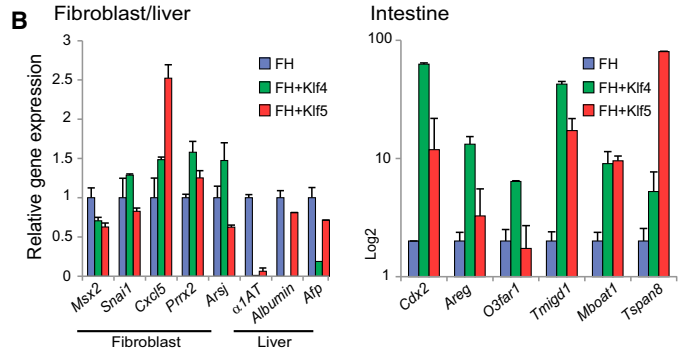 B
Fibroblast/liver
Relative gene expression
3
2.5
2
1.5
1
0.5
0
FH
FH+Klf4
FH+Klf5
Msx2
Snai1
Cxcl5
Prrx2
Arsj
α1AT
Albumin
Afp
Fibroblast
Liver
Intestine
Log2
100
10
1
FH
FH+Klf4
FH+Klf5
Cdx2
Areg
O3far1
Tmigd1
Mboat1
Tspan8